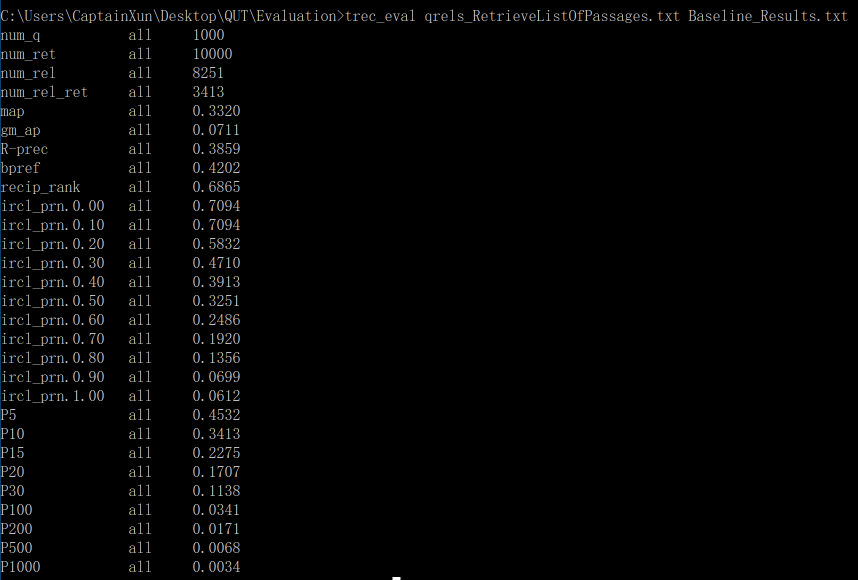 C:\Users\CaptainXun\Desktop\QUT\Evaluation>trec_eval qrels_RetrieveListOfPassages.txt Baseline_Results.txt
num_q all 1000
num_ret all 10000
num_rel all 8251
num_rel_ret all 3413
map all 0.3320
gm_ap all 0.0711
R-prec all 0.3859
bpref all 0.4202
recip_rank all 0.6865
ircl_prn.0.00 all 0.7094
ircl_prn.0.10 all 0.7094
ircl_prn.0.20 all 0.5832
ircl_prn.0.30 all 0.4710
ircl_prn.0.40 all 0.3913
ircl_prn.0.50 all 0.3251
ircl_prn.0.60 all 0.2486
ircl_prn.0.70 all 0.1920
ircl_prn.0.80 all 0.1356
ircl_prn.0.90 all 0.0699
ircl_prn.1.00 all 0.0612
P5 all 0.4532
P10 all 0.3413
P15 all 0.2275
P20 all 0.1707
P30 all 0.1138
P100 all 0.0341
P200 all 0.0171
P500 all 0.0068
P1000 all 0.0034